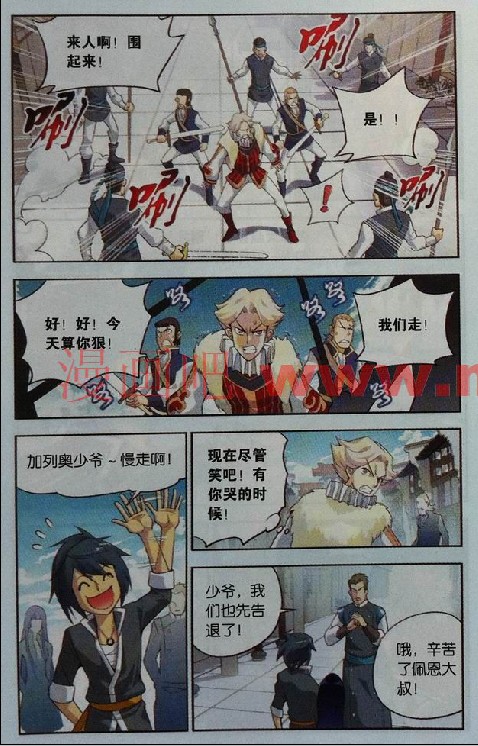 来人啊！围
起来！
唰
唰
是！！
唰
唰
！
好！好！今
天算你狠！
我们走！
漫画吧 www.
加列奥少爷～慢走啊！
现在尽管
笑吧！有
你哭的时
候！
少爷，我
们也先告
退了！
哦，辛苦
了佩恩大
叔！